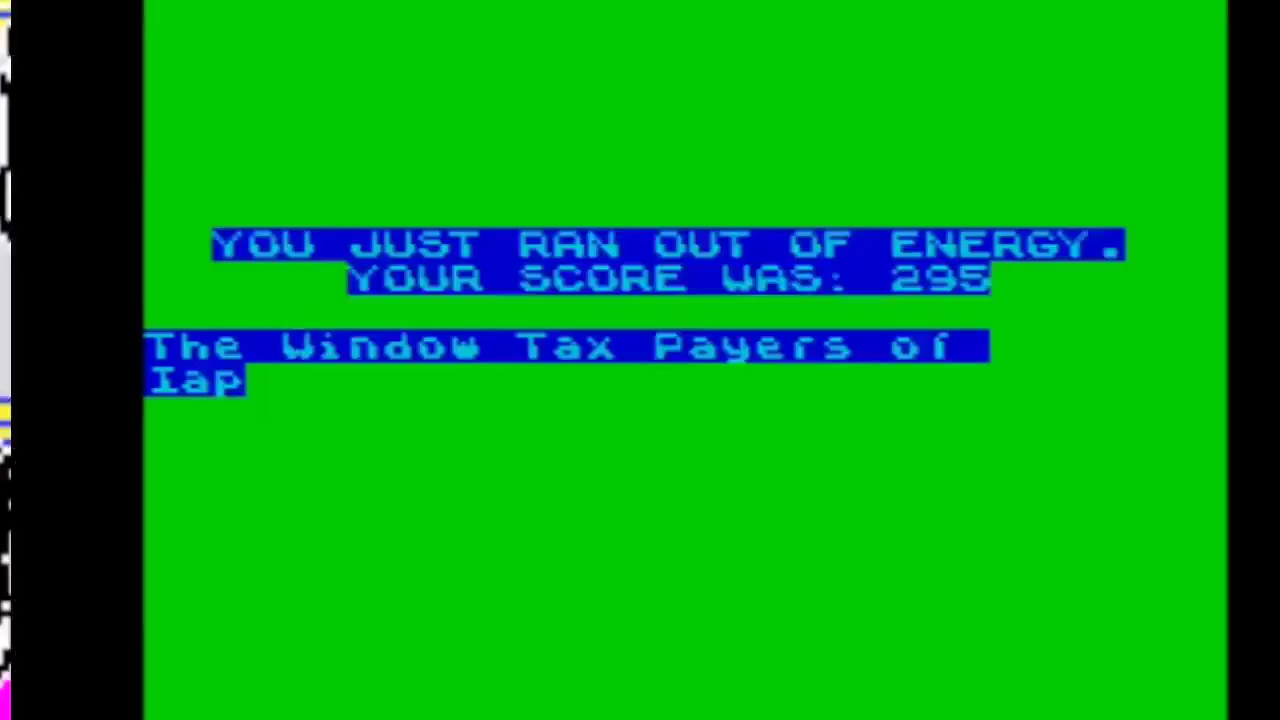 YOU JUST RAN OUT OF ENERGY.
YOUR SCORE WAS: 295
The Window Tax Payers of
Iap